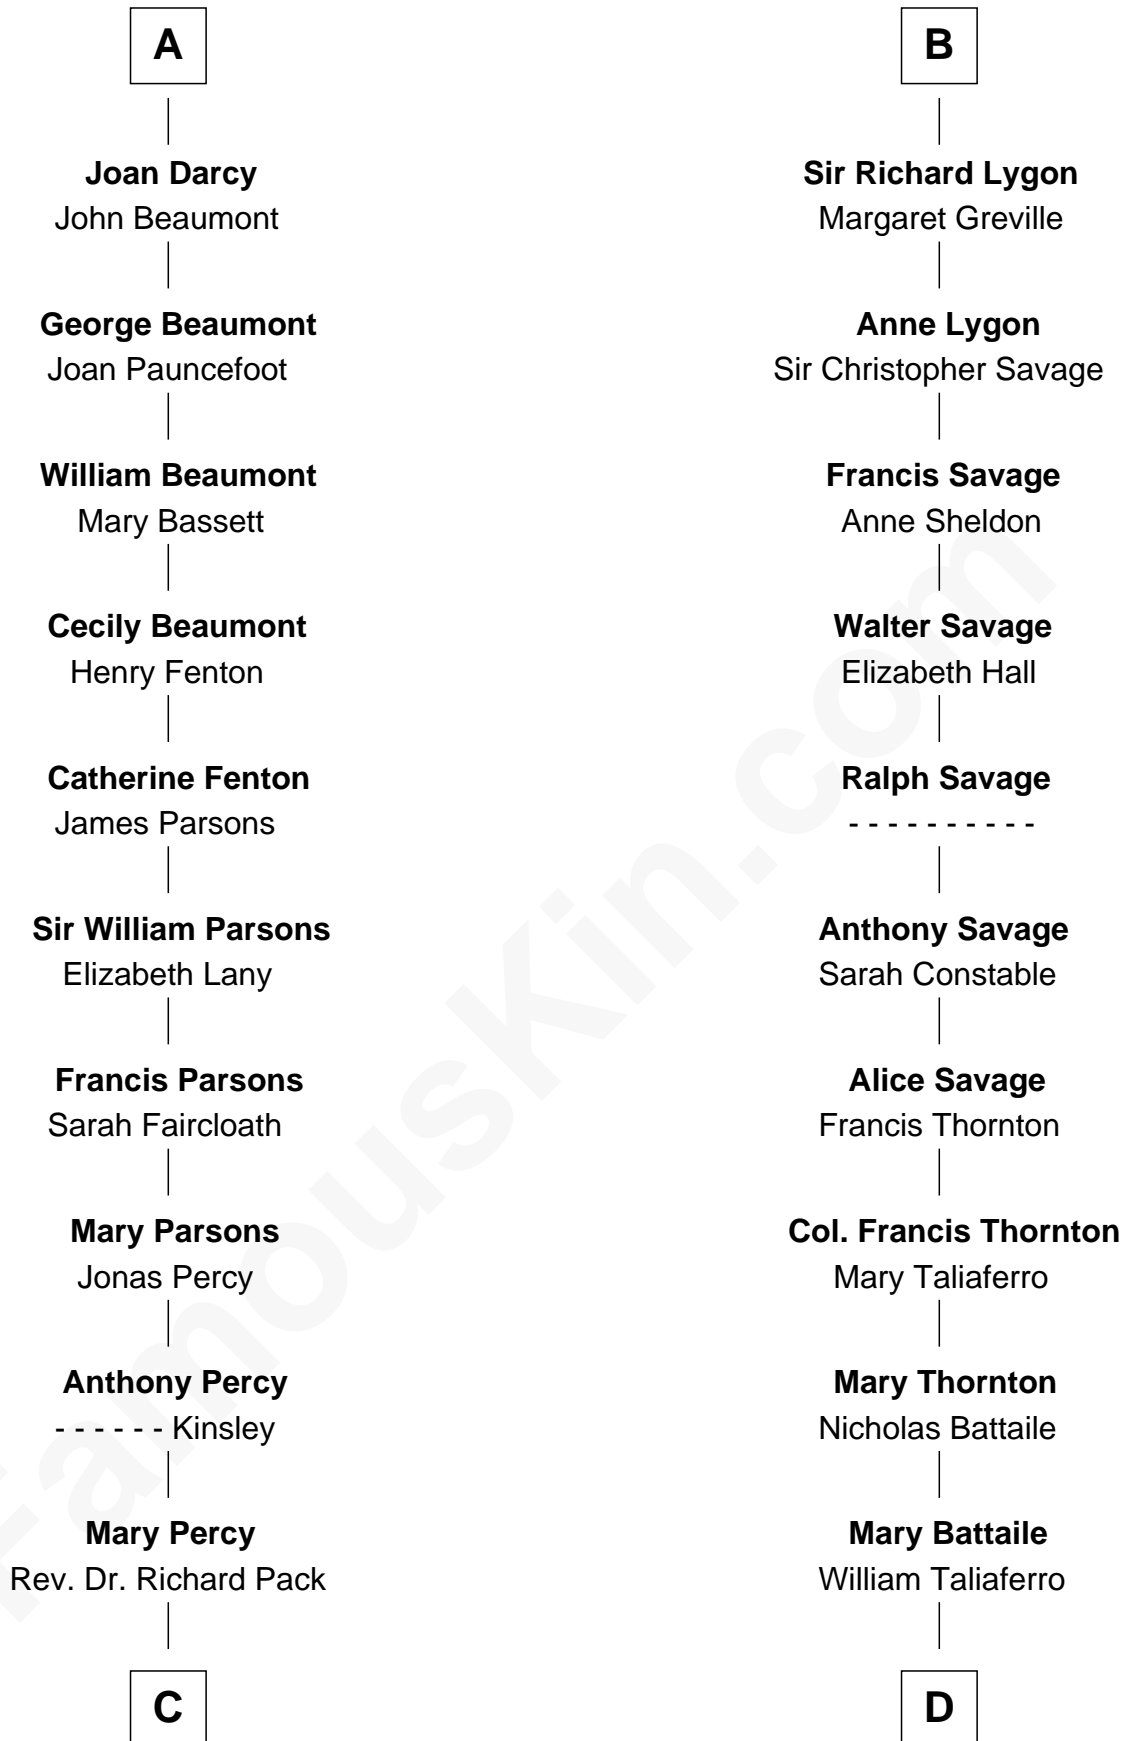 A
Joan Darcy
John Beaumont
George Beaumont
Joan Pauncefoot
William Beaumont
Mary Bassett
Cecily Beaumont
Henry Fenton
Catherine Fenton
James Parsons
Sir William Parsons
Elizabeth Lany
Francis Parsons
Sarah Faircloath
Mary Parsons
Jonas Percy
Anthony Percy
- - - - - - Kinsley
Mary Percy
Rev. Dr. Richard Pack
C
B
Sir Richard Lygon
Margaret Greville
Anne Lygon
Sir Christopher Savage
Francis Savage
Anne Sheldon
Walter Savage
Elizabeth Hall
Ralph Savage
- - - - - - - - - -
Anthony Savage
Sarah Constable
Alice Savage
Francis Thornton
Col. Francis Thornton
Mary Taliaferro
Mary Thornton
Nicholas Battaile
Mary Battaile
William Taliaferro
D
FamousKin.com